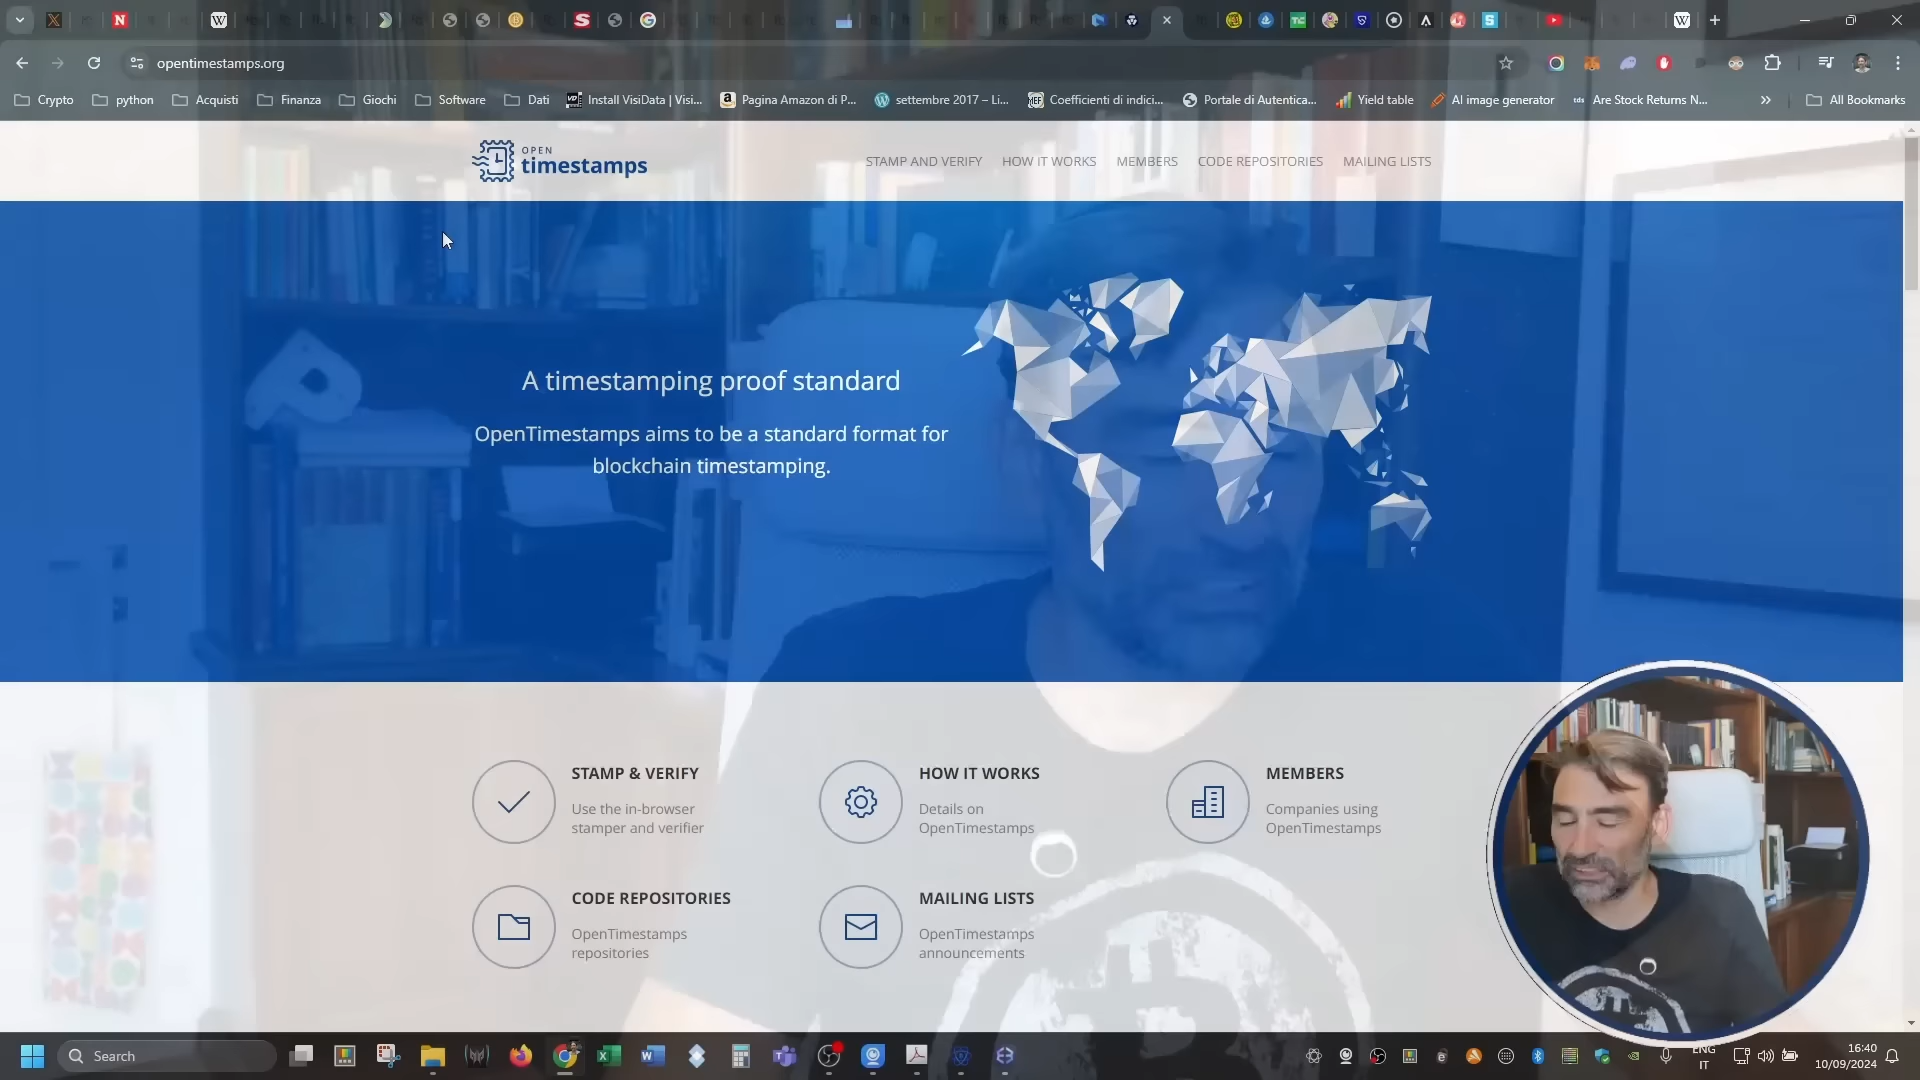 opentimestamps.org
Crypto
python
Acquisti
Finanza
Giochi
Software
Dati
Install VisiData | Visi...
Pagina Amazon di P...
settembre 2017 – Li...
Coefficienti di indici...
Portale di Autentica...
Yield table
AI image generator
Are Stock Returns N...
All Bookmarks
OPEN
timestamps
STAMP AND VERIFY
HOW IT WORKS
MEMBERS
CODE REPOSITORIES
MAILING LISTS
A timestamping proof standard
OpenTimestamps aims to be a standard format for
blockchain timestamping.
STAMP & VERIFY
Use the in-browser
stamper and verifier
HOW IT WORKS
Details on
OpenTimestamps
MEMBERS
Companies using
OpenTimestamps
CODE REPOSITORIES
OpenTimestamps
repositories
MAILING LISTS
OpenTimestamps
announcements
Search
ENG
IT
16:40
10/09/2024